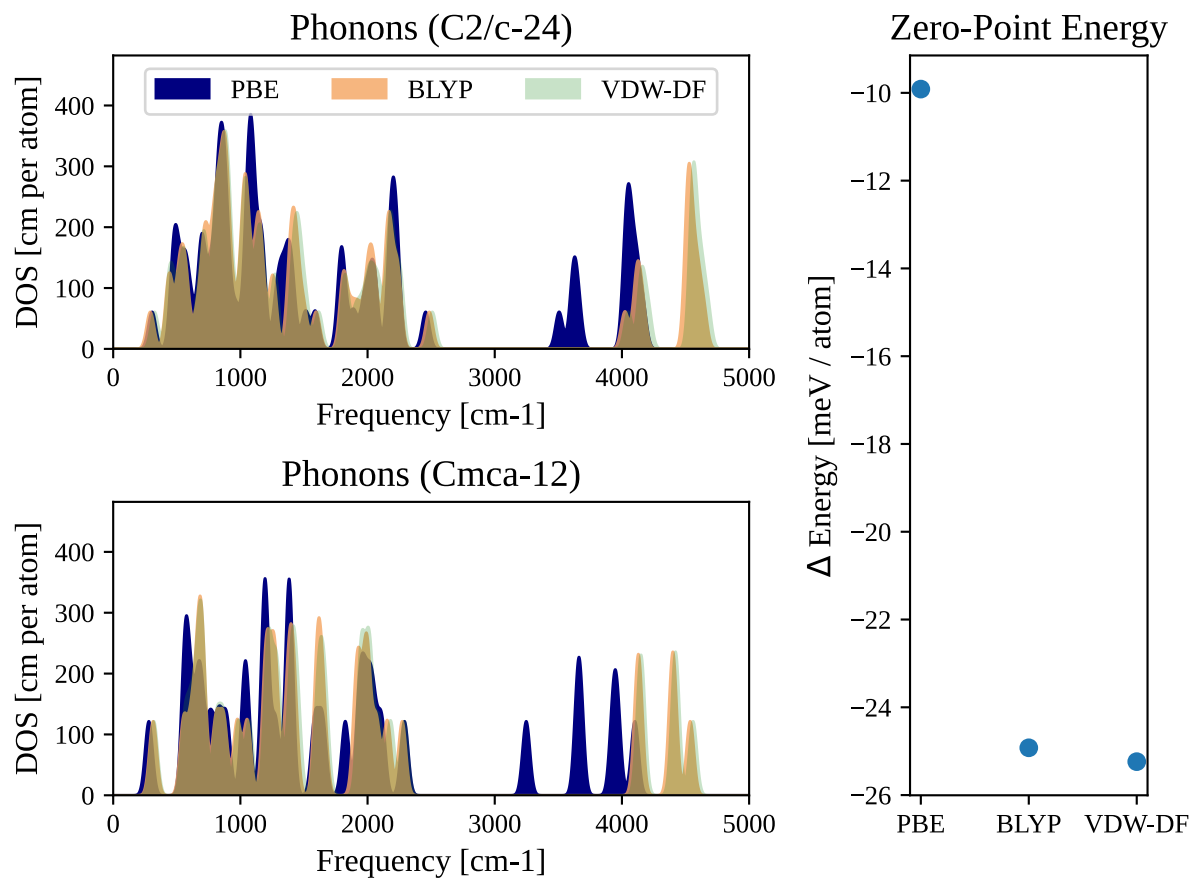 Phonons (C2/c-24)
PBE BLYP VDW-DF
DOS [cm per atom]
400
300
200
100
0
0 1000 2000 3000 4000 5000
Frequency [cm-1]
Phonons (Cmca-12)
DOS [cm per atom]
400
300
200
100
0
0 1000 2000 3000 4000 5000
Frequency [cm-1]
Zero-Point Energy
Δ Energy [meV / atom]
−10
−12
−14
−16
−18
−20
−22
−24
−26
PBE BLYP VDW-DF